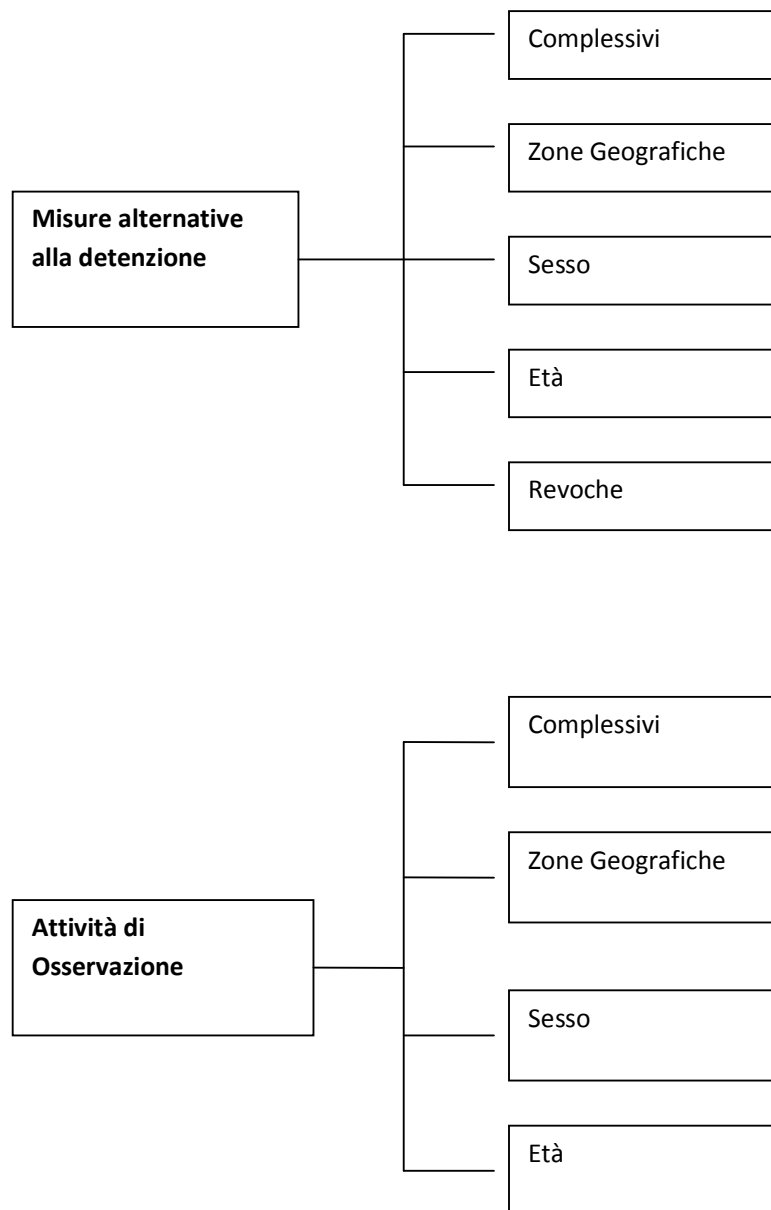 Complessivi
Zone Geografiche
Misure alternative
alla detenzione
Sesso
Età
Revoche
Complessivi
Zone Geografiche
Attività di
Osservazione
Sesso
Età